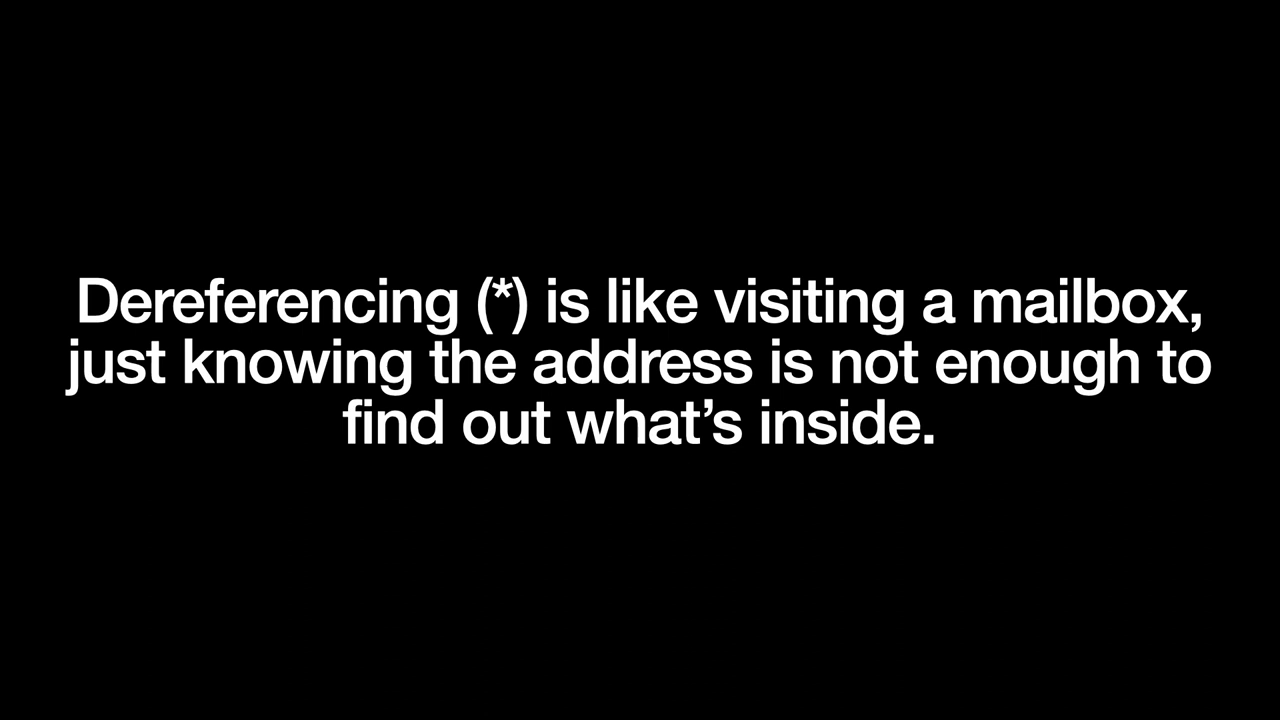 Dereferencing (*) is like visiting a mailbox,
just knowing the address is not enough to
find out what’s inside.